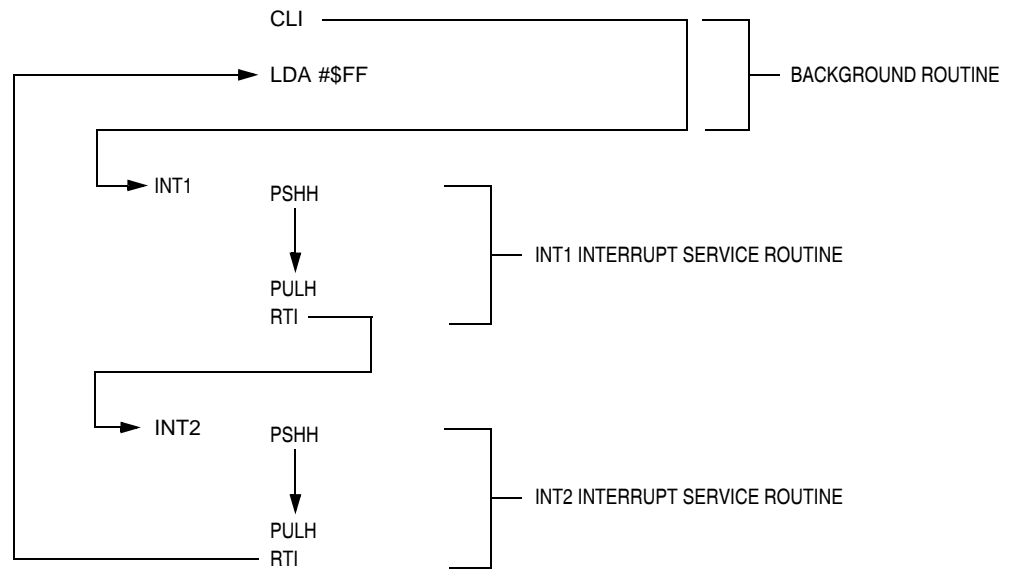 CLI
LDA #$FF
BACKGROUND ROUTINE
INT1
PSHH
INT1 INTERRUPT SERVICE ROUTINE
PULH
RTI
INT2
PSHH
INT2 INTERRUPT SERVICE ROUTINE
PULH
RTI